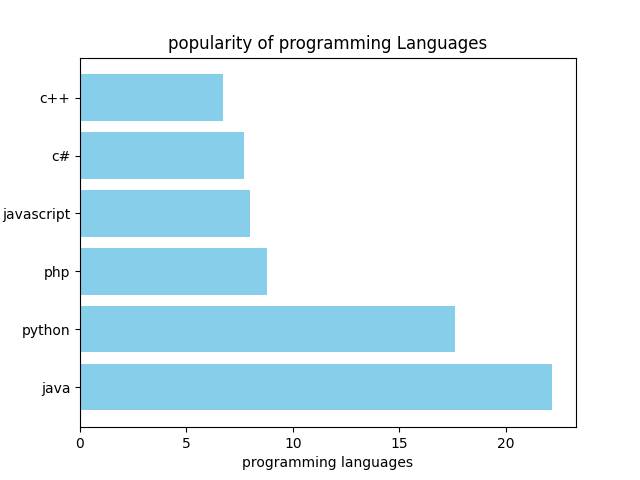 popularity of programming Languages
c++
c#
javascript
php
python
java
0 5 10 15 20
programming languages